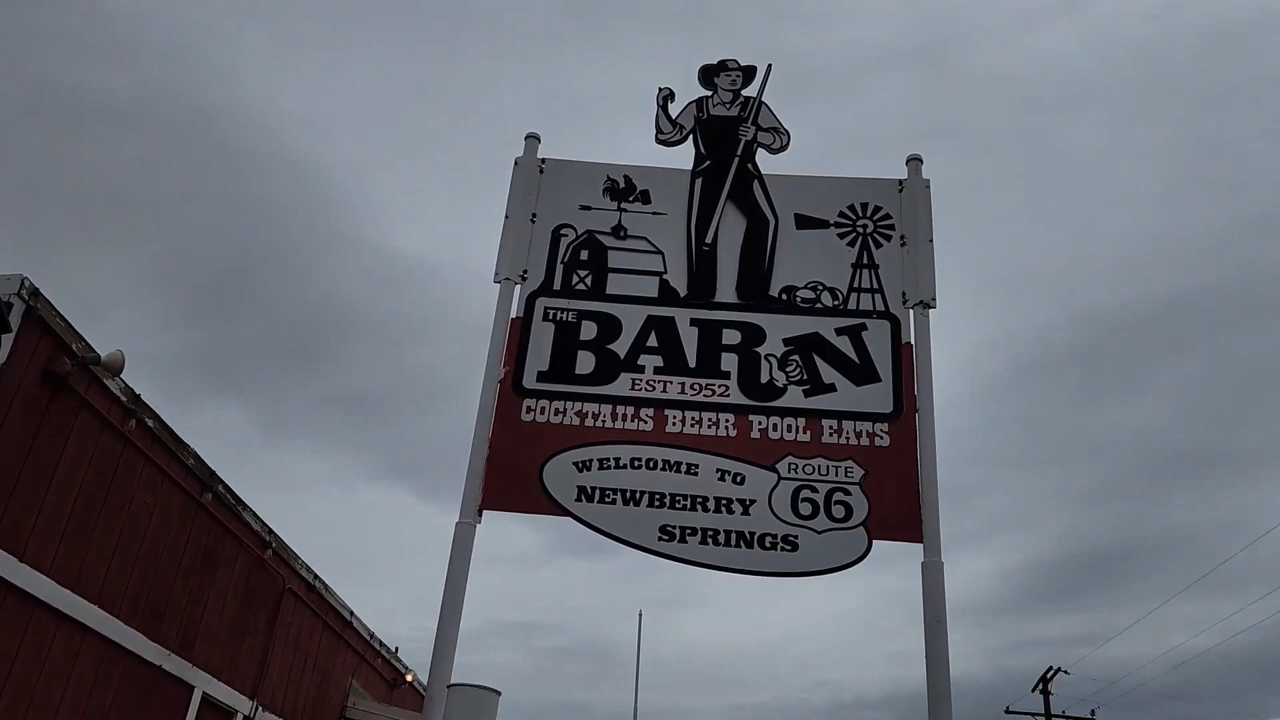 THE
BARN
EST 1952
COCKTAILS BEER POOL EATS
WELCOME TO
NEWBERRY
SPRINGS
ROUTE
66